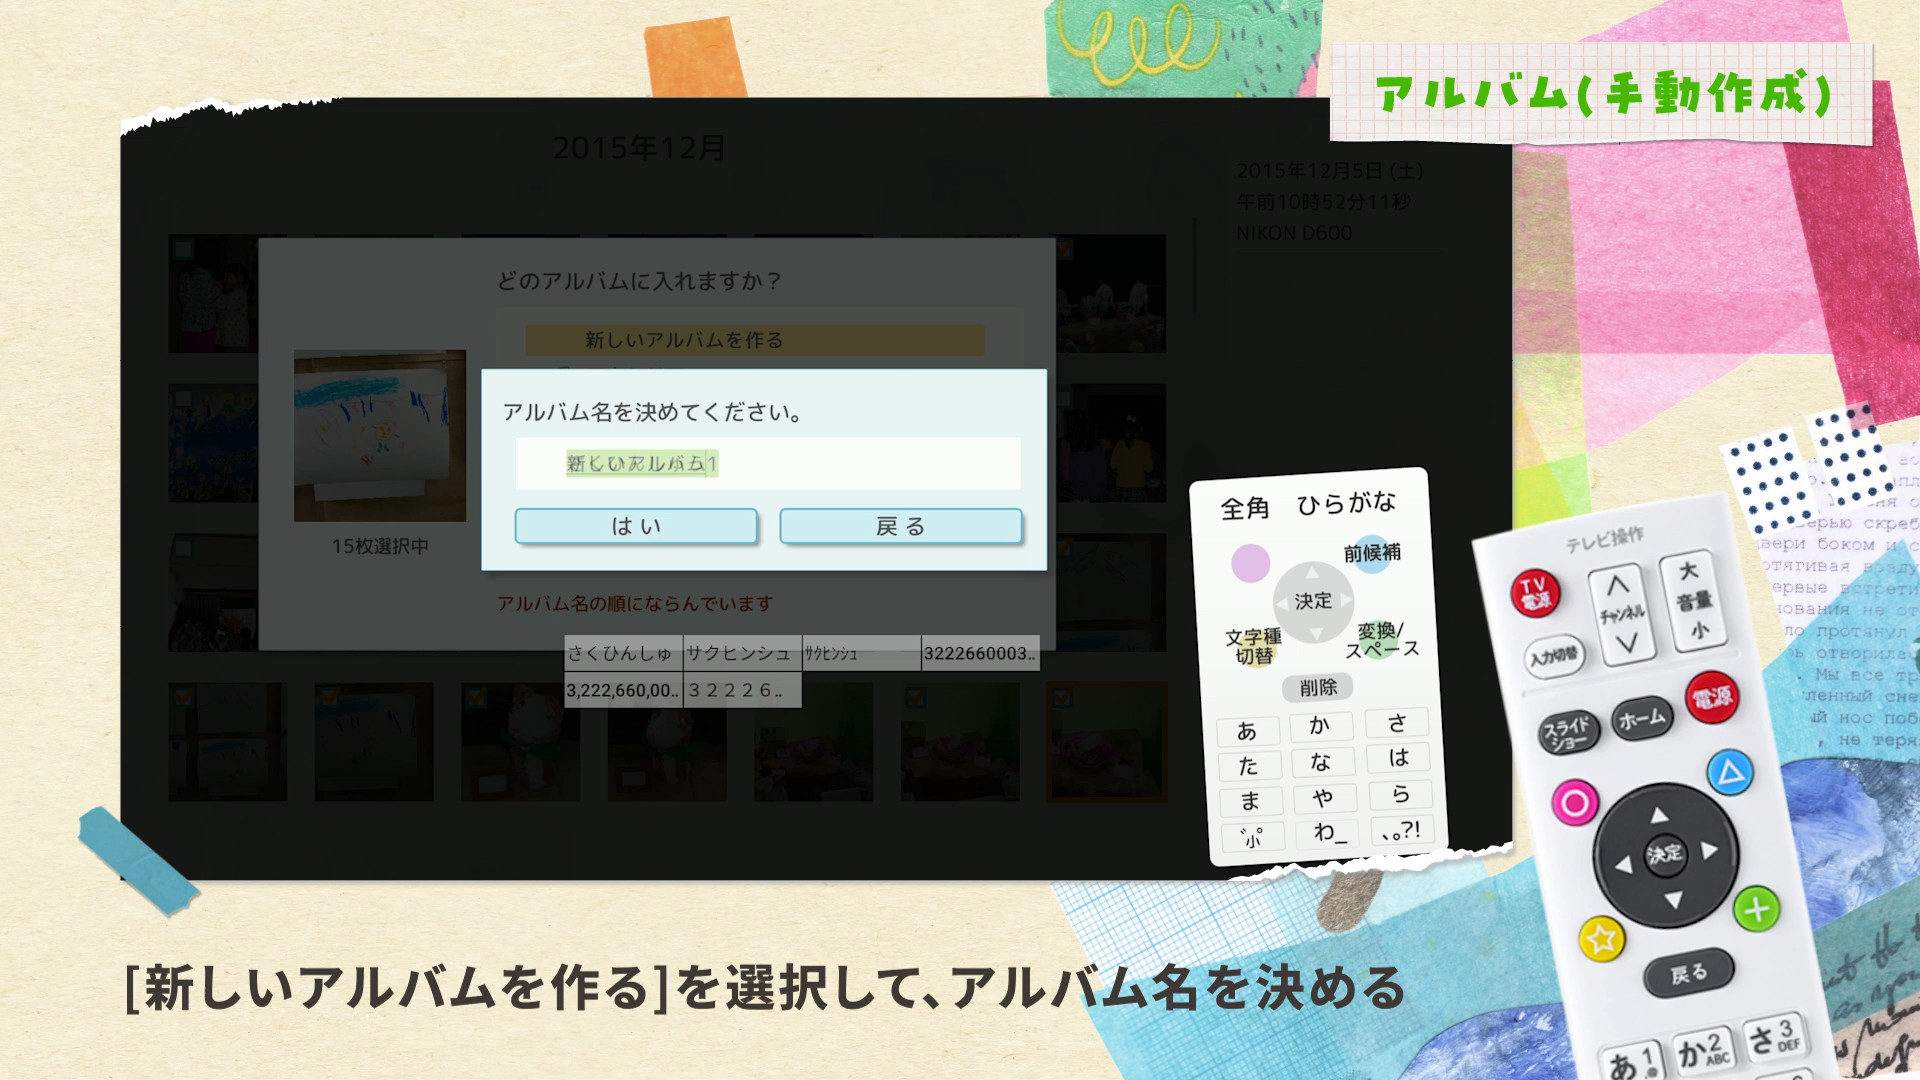 アルバム(手動作成)
2015年12月
2015年12月5日 (土)
午前10時52分11秒
NIKON D600
どのアルバムに入れますか？
新しいアルバムを作る
アルバム名を決めてください。
新しいアルバム1
はい
戻る
15枚選択中
アルバム名の順にならんでいます
さくひんしゅ
サクヒンシュ
ｻｸﾋﾝｼｭ
3222660003..
3,222,660,00..
３２２２６..
全角 ひらがな
前候補
決定
文字種
切替
変換/
スペース
削除
あ か さ
た な は
ま や ら
゛゜小 わ_ 、。?!
テレビ操作
TV
電源
チャンネル
大
音量
小
入力切替
スライド
ショー
ホーム
電源
決定
戻る
あ 1 .@
か 2 ABC
さ 3 DEF
[新しいアルバムを作る]を選択して、アルバム名を決める